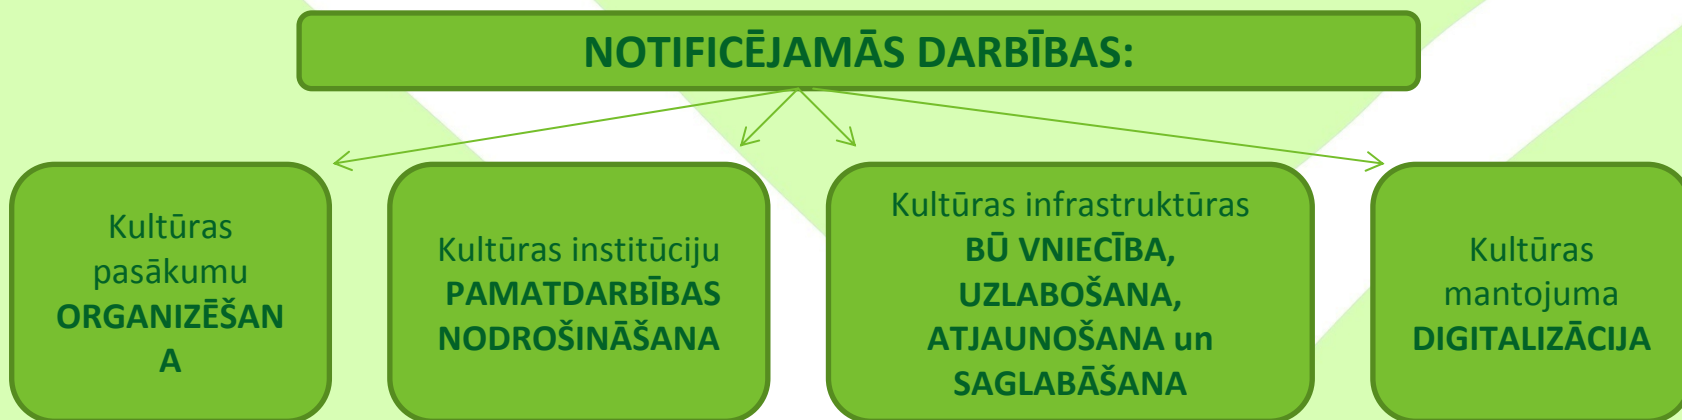 NOTIFICĒJAMĀS DARBĪBAS:
Kultūras
pasākumu
ORGANIZĒŠAN
A
Kultūras institūciju
PAMATDARBĪBAS
NODROŠINĀŠANA
Kultūras infrastruktūras
BŪ VNIECĪBA,
UZLABOŠANA,
ATJAUNOŠANA un
SAGLABĀŠANA
Kultūras
mantojuma
DIGITALIZĀCIJA